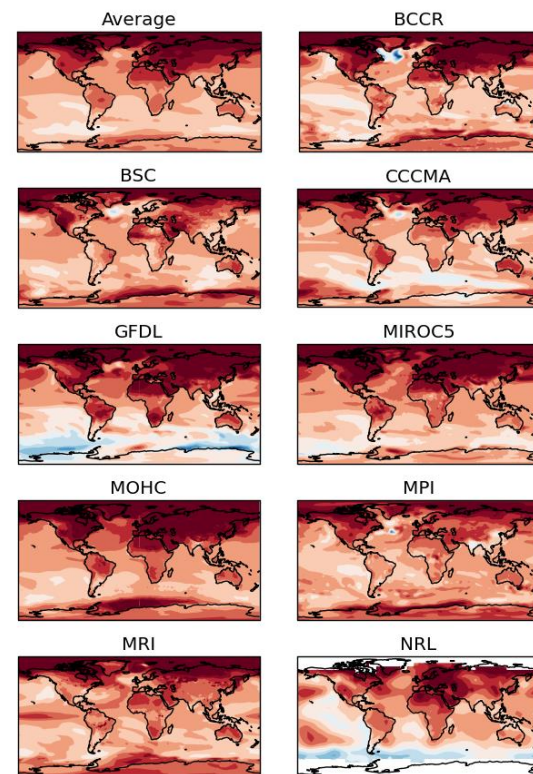 Average
BCCR
BSC
CCCMA
GFDL
MIROC5
MOHC
MPI
MRI
NRL